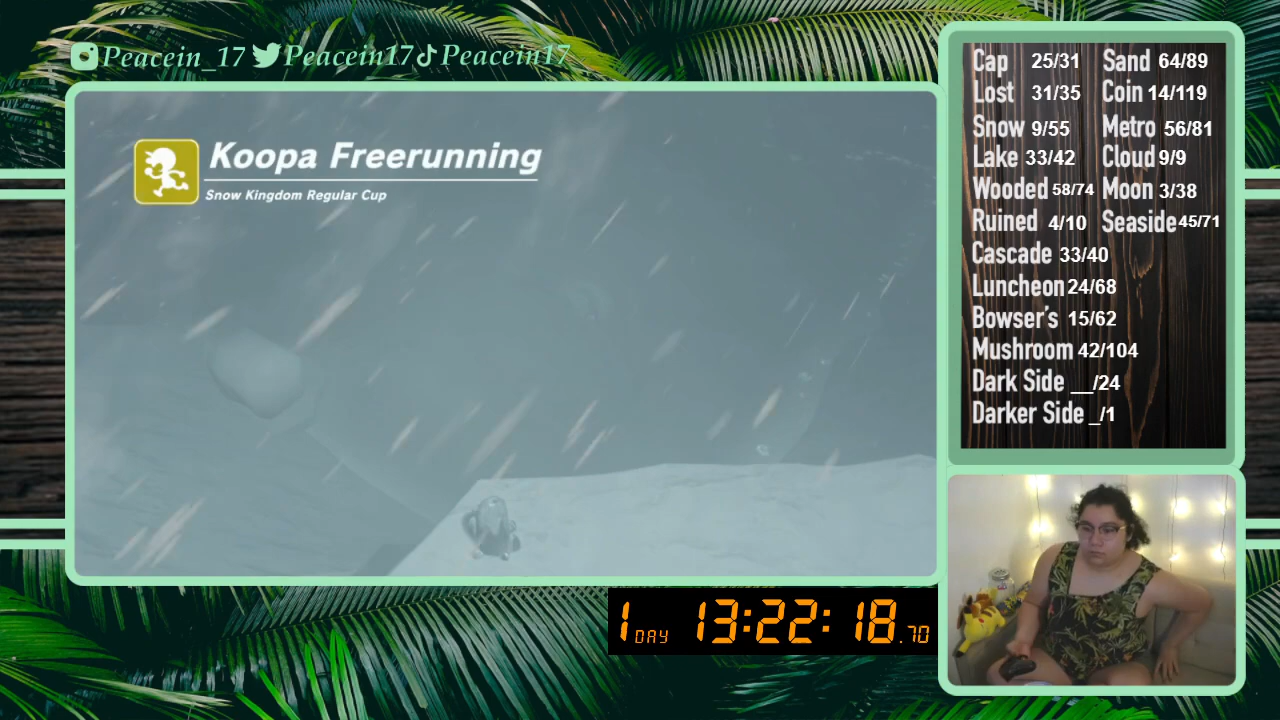 Peacein_17 Peacein17 Peacein17
Koopa Freerunning
Snow Kingdom Regular Cup
Cap 25/31 Sand 64/89
Lost 31/35 Coin 14/119
Snow 9/55 Metro 56/81
Lake 33/42 Cloud 9/9
Wooded 58/74 Moon 3/38
Ruined 4/10 Seaside 45/71
Cascade 33/40
Luncheon 24/68
Bowser's 15/62
Mushroom 42/104
Dark Side __/24
Darker Side _/1
1 DAY 13:22:18.70